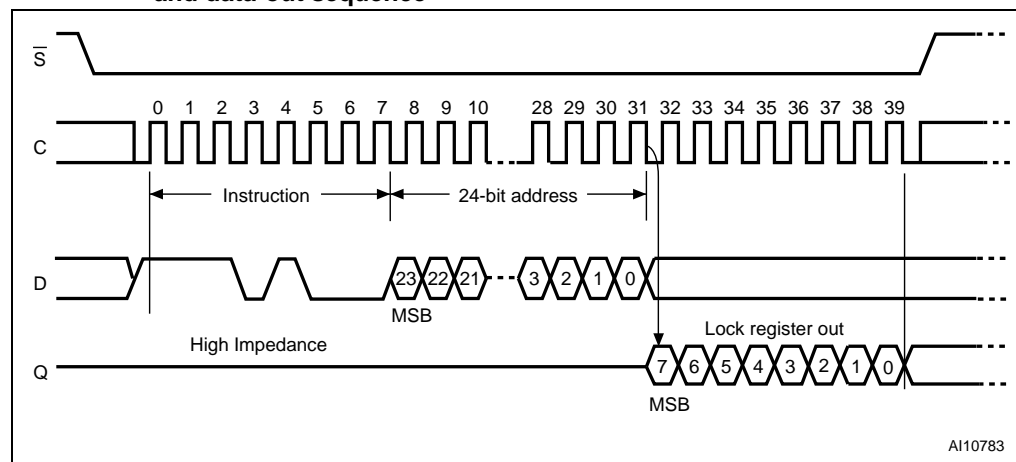 and data-out sequence
S
0 1 2 3 4 5 6 7 8 9 10 28 29 30 31 32 33 34 35 36 37 38 39
C
Instruction 24-bit address
D
23 22 21 3 2 1 0
MSB
High Impedance
Lock register out
Q
7 6 5 4 3 2 1 0
MSB
AI10783